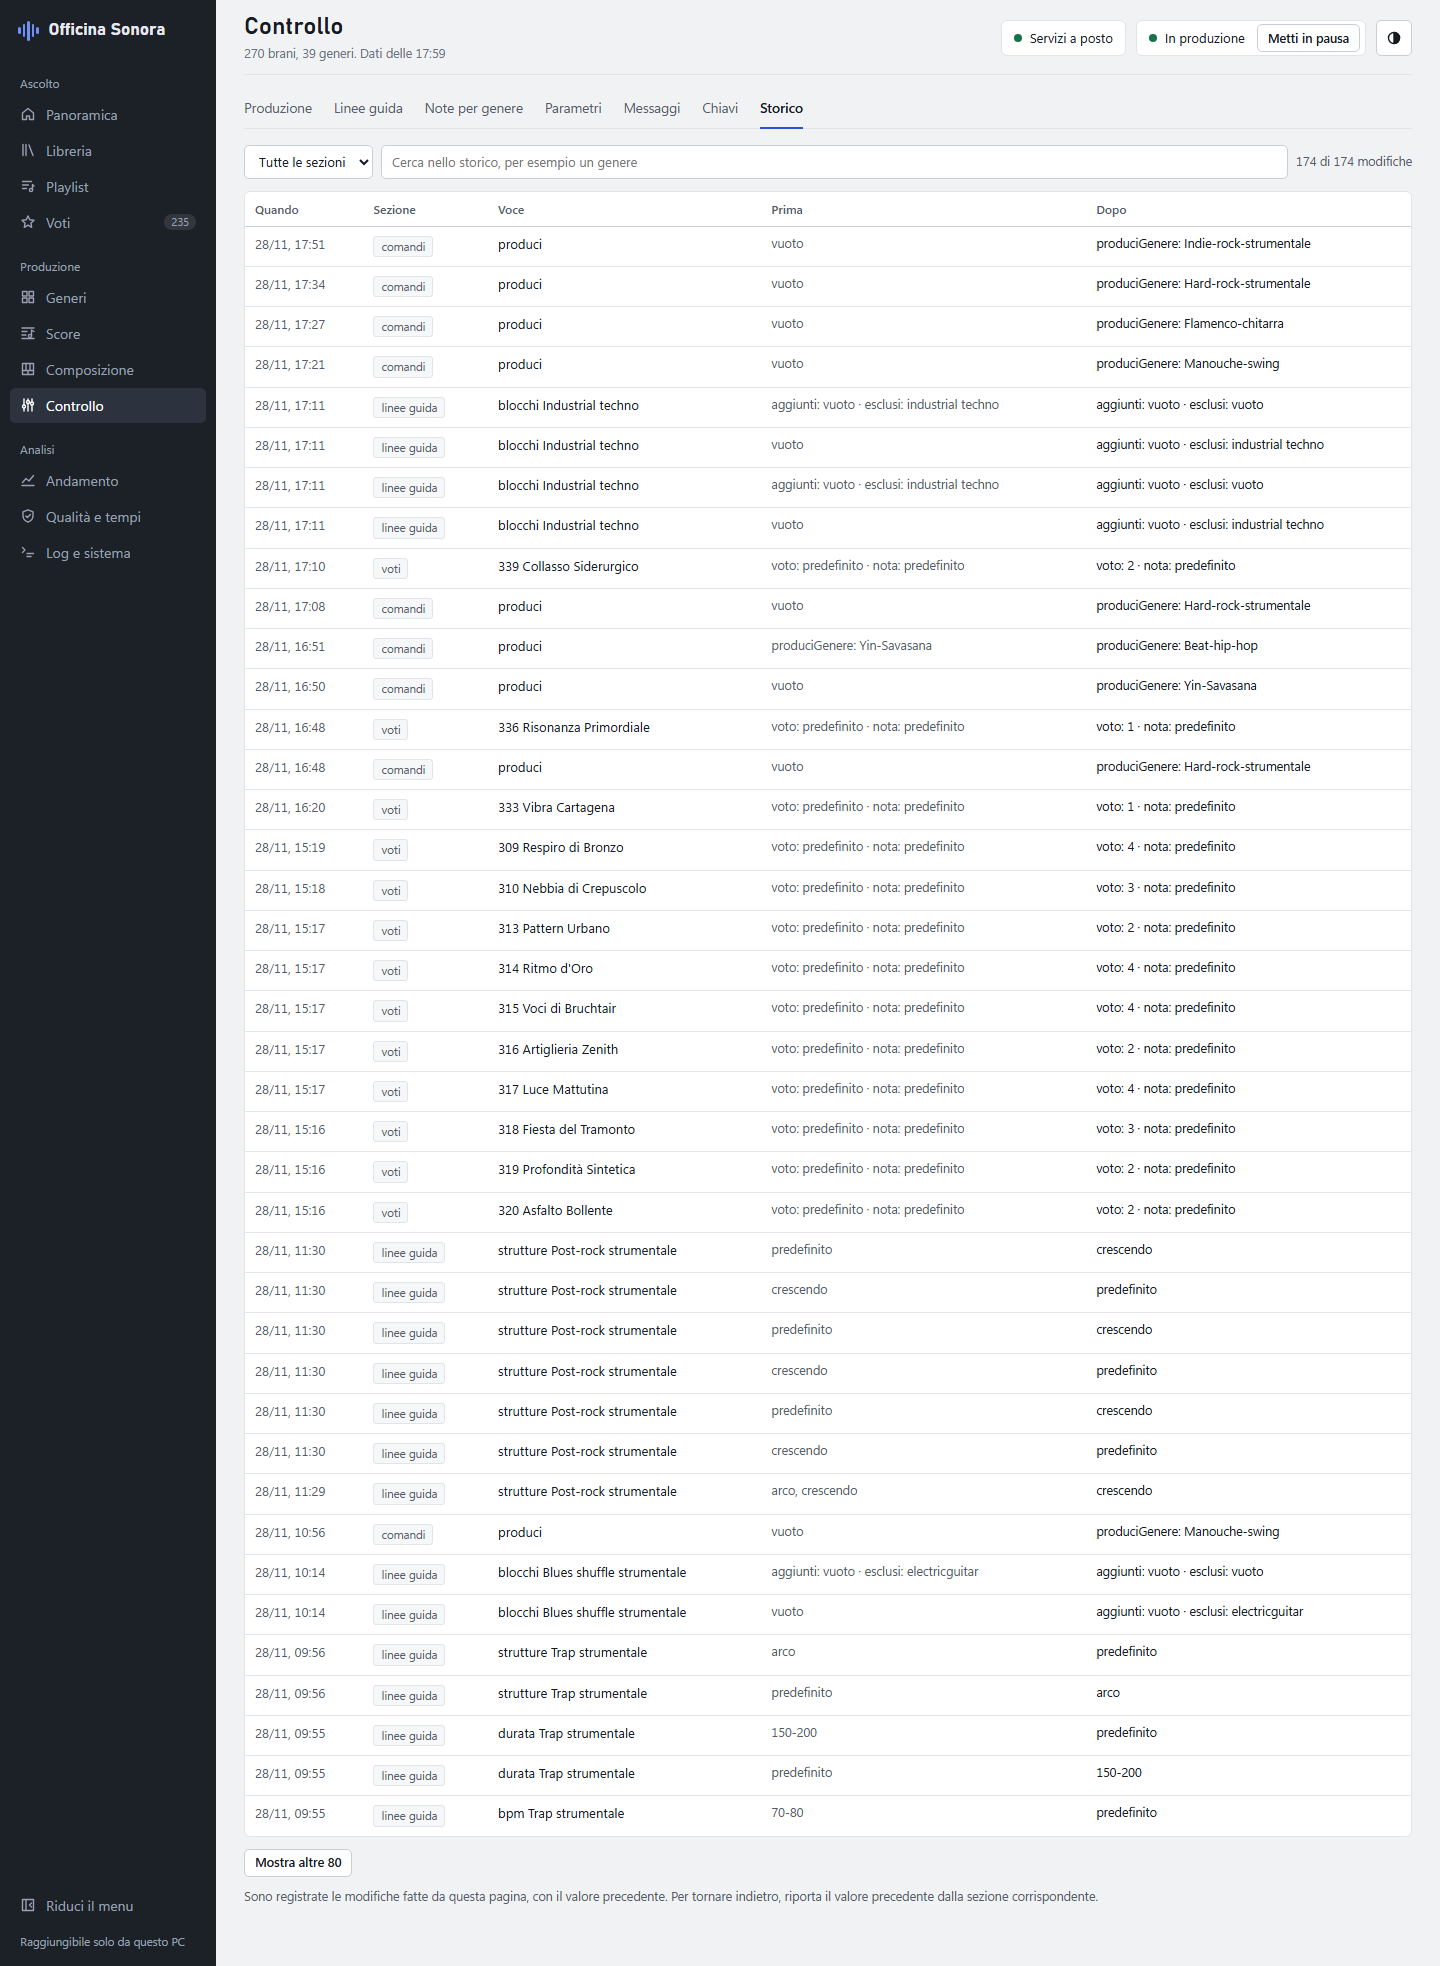 Officina Sonora
Ascolto
Panoramica
Libreria
Playlist
Voti 235
Produzione
Generi
Score
Composizione
Controllo
Analisi
Andamento
Qualità e tempi
Log e sistema
Riduci il menu
Raggiungibile solo da questo PC
Controllo
270 brani, 39 generi. Dati delle 17:59
Servizi a posto
In produzione
Metti in pausa
Produzione Linee guida Note per genere Parametri Messaggi Chiavi Storico
Tutte le sezioni Cerca nello storico, per esempio un genere 174 di 174 modifiche
Quando Sezione Voce Prima Dopo
28/11, 17:51 comandi produci vuoto produciGenere: Indie-rock-strumentale
28/11, 17:34 comandi produci vuoto produciGenere: Hard-rock-strumentale
28/11, 17:27 comandi produci vuoto produciGenere: Flamenco-chitarra
28/11, 17:21 comandi produci vuoto produciGenere: Manouche-swing
28/11, 17:11 linee guida blocchi Industrial techno aggiunti: vuoto · esclusi: industrial techno aggiunti: vuoto · esclusi: vuoto
28/11, 17:11 linee guida blocchi Industrial techno vuoto aggiunti: vuoto · esclusi: industrial techno
28/11, 17:11 linee guida blocchi Industrial techno aggiunti: vuoto · esclusi: industrial techno aggiunti: vuoto · esclusi: vuoto
28/11, 17:11 linee guida blocchi Industrial techno vuoto aggiunti: vuoto · esclusi: industrial techno
28/11, 17:10 voti 339 Collasso Siderurgico voto: predefinito · nota: predefinito voto: 2 · nota: predefinito
28/11, 17:08 comandi produci vuoto produciGenere: Hard-rock-strumentale
28/11, 16:51 comandi produci produciGenere: Yin-Savasana produciGenere: Beat-hip-hop
28/11, 16:50 comandi produci vuoto produciGenere: Yin-Savasana
28/11, 16:48 voti 336 Risonanza Primordiale voto: predefinito · nota: predefinito voto: 1 · nota: predefinito
28/11, 16:48 comandi produci vuoto produciGenere: Hard-rock-strumentale
28/11, 16:20 voti 333 Vibra Cartagena voto: predefinito · nota: predefinito voto: 1 · nota: predefinito
28/11, 15:19 voti 309 Respiro di Bronzo voto: predefinito · nota: predefinito voto: 4 · nota: predefinito
28/11, 15:18 voti 310 Nebbia di Crepuscolo voto: predefinito · nota: predefinito voto: 3 · nota: predefinito
28/11, 15:17 voti 313 Pattern Urbano voto: predefinito · nota: predefinito voto: 2 · nota: predefinito
28/11, 15:17 voti 314 Ritmo d'Oro voto: predefinito · nota: predefinito voto: 4 · nota: predefinito
28/11, 15:17 voti 315 Voci di Bruchtair voto: predefinito · nota: predefinito voto: 4 · nota: predefinito
28/11, 15:17 voti 316 Artiglieria Zenith voto: predefinito · nota: predefinito voto: 2 · nota: predefinito
28/11, 15:17 voti 317 Luce Mattutina voto: predefinito · nota: predefinito voto: 4 · nota: predefinito
28/11, 15:16 voti 318 Fiesta del Tramonto voto: predefinito · nota: predefinito voto: 3 · nota: predefinito
28/11, 15:16 voti 319 Profondità Sintetica voto: predefinito · nota: predefinito voto: 2 · nota: predefinito
28/11, 15:16 voti 320 Asfalto Bollente voto: predefinito · nota: predefinito voto: 2 · nota: predefinito
28/11, 11:30 linee guida strutture Post-rock strumentale predefinito crescendo
28/11, 11:30 linee guida strutture Post-rock strumentale crescendo predefinito
28/11, 11:30 linee guida strutture Post-rock strumentale predefinito crescendo
28/11, 11:30 linee guida strutture Post-rock strumentale crescendo predefinito
28/11, 11:30 linee guida strutture Post-rock strumentale predefinito crescendo
28/11, 11:30 linee guida strutture Post-rock strumentale crescendo predefinito
28/11, 11:29 linee guida strutture Post-rock strumentale arco, crescendo crescendo
28/11, 10:56 comandi produci vuoto produciGenere: Manouche-swing
28/11, 10:14 linee guida blocchi Blues shuffle strumentale aggiunti: vuoto · esclusi: electricguitar aggiunti: vuoto · esclusi: vuoto
28/11, 10:14 linee guida blocchi Blues shuffle strumentale vuoto aggiunti: vuoto · esclusi: electricguitar
28/11, 09:56 linee guida strutture Trap strumentale arco predefinito
28/11, 09:56 linee guida strutture Trap strumentale predefinito arco
28/11, 09:55 linee guida durata Trap strumentale 150-200 predefinito
28/11, 09:55 linee guida durata Trap strumentale predefinito 150-200
28/11, 09:55 linee guida bpm Trap strumentale 70-80 predefinito
Mostra altre 80
Sono registrate le modifiche fatte da questa pagina, con il valore precedente. Per tornare indietro, riporta il valore precedente dalla sezione corrispondente.